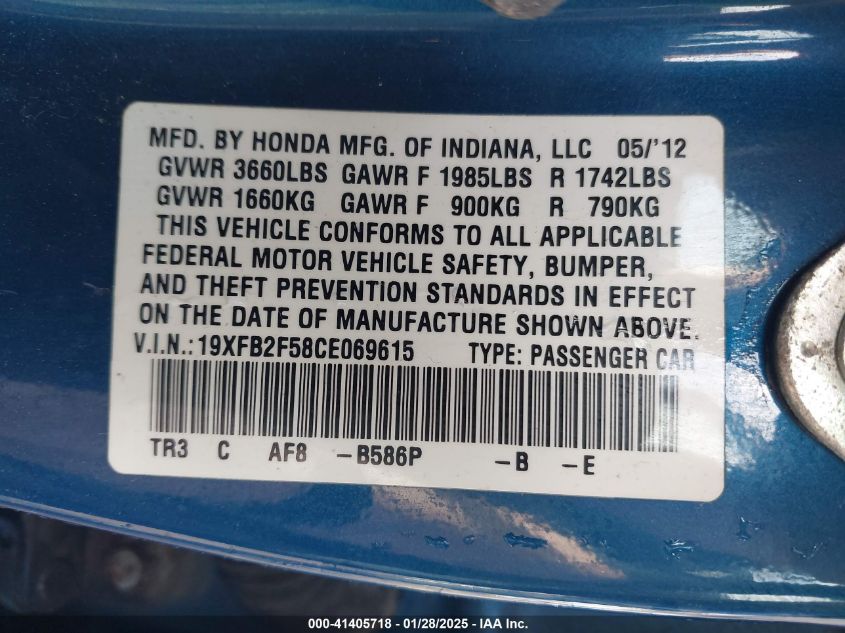 MFD. BY HONDA MFG. OF INDIANA, LLC 05/'12
GVWR 3660LBS GAWR F 1985LBS R 1742LBS
GVWR 1660KG GAWR F 900KG R 790KG
THIS VEHICLE CONFORMS TO ALL APPLICABLE
FEDERAL MOTOR VEHICLE SAFETY, BUMPER,
AND THEFT PREVENTION STANDARDS IN EFFECT
ON THE DATE OF MANUFACTURE SHOWN ABOVE.
V.I.N.: 19XFB2F58CE069615 TYPE: PASSENGER CAR
TR3 C AF8 -B586P -B -E
000-41405718 - 01/28/2025 - IAA Inc.